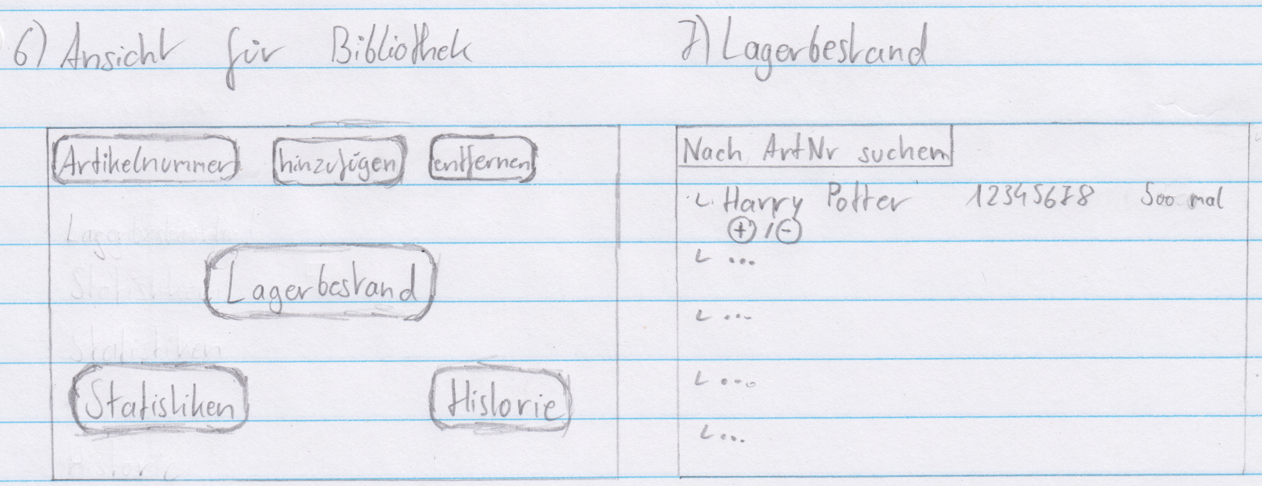 6) Ansicht für Bibliothek
Artikelnummer hinzufügen entfernen
Lagerbestand
Statistiken Historie
7) Lagerbestand
Nach ArtNr suchen
Harry Potter 12345678 500 mal
+ / -
...
...
...
...